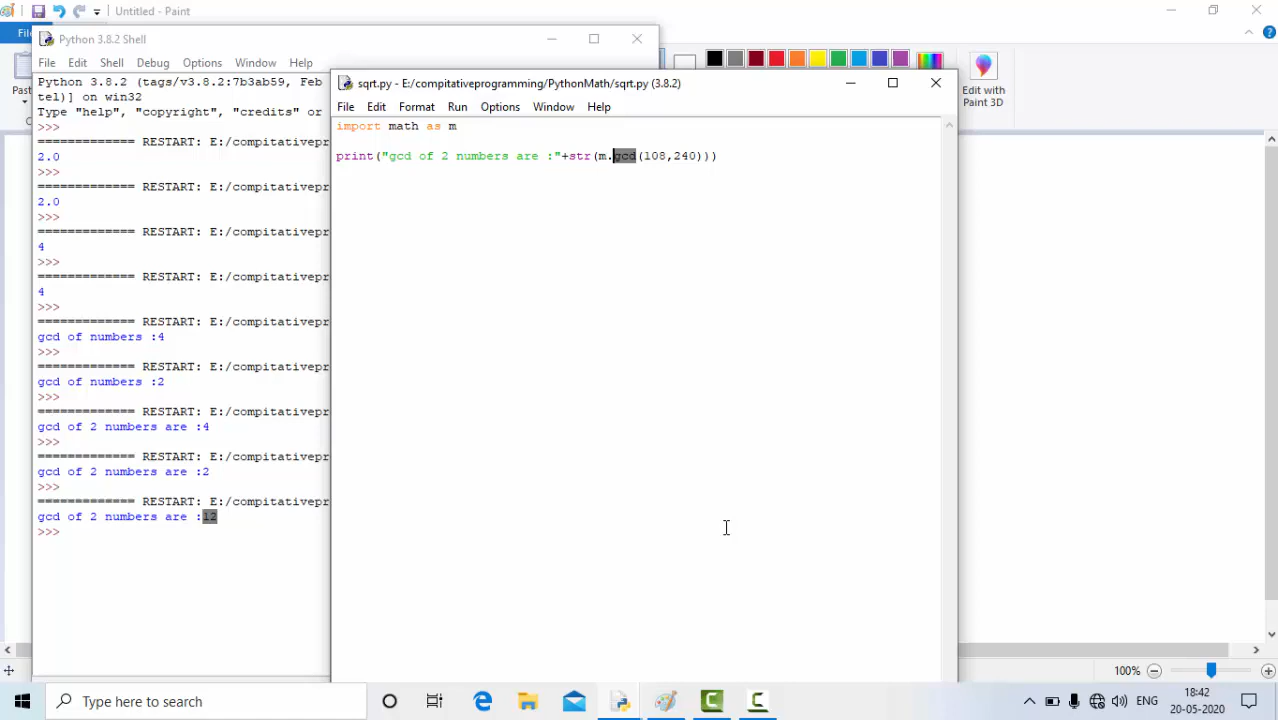 Untitled - Paint
Python 3.8.2 Shell
File Edit Shell Debug Options Window Help
Python 3.8.2 (tags/v3.8.2:7b3ab59, Feb
tel)] on win32
Type "help", "copyright", "credits" or
>>>
============= RESTART: E:/compitativepr
2.0
>>>
============= RESTART: E:/compitativepr
2.0
>>>
============= RESTART: E:/compitativepr
4
>>>
============= RESTART: E:/compitativepr
4
>>>
============= RESTART: E:/compitativepr
gcd of numbers :4
>>>
============= RESTART: E:/compitativepr
gcd of numbers :2
>>>
============= RESTART: E:/compitativepr
gcd of 2 numbers are :4
>>>
============= RESTART: E:/compitativepr
gcd of 2 numbers are :2
>>>
============= RESTART: E:/compitativepr
gcd of 2 numbers are :12
>>>
sqrt.py - E:/compitativeprograming/PythonMath/sqrt.py (3.8.2)
File Edit Format Run Options Window Help
import math as m
print("gcd of 2 numbers are :"+str(m.gcd(108,240)))
Edit with
Paint 3D
100%
Type here to search
ENG
18:42
20-05-2020